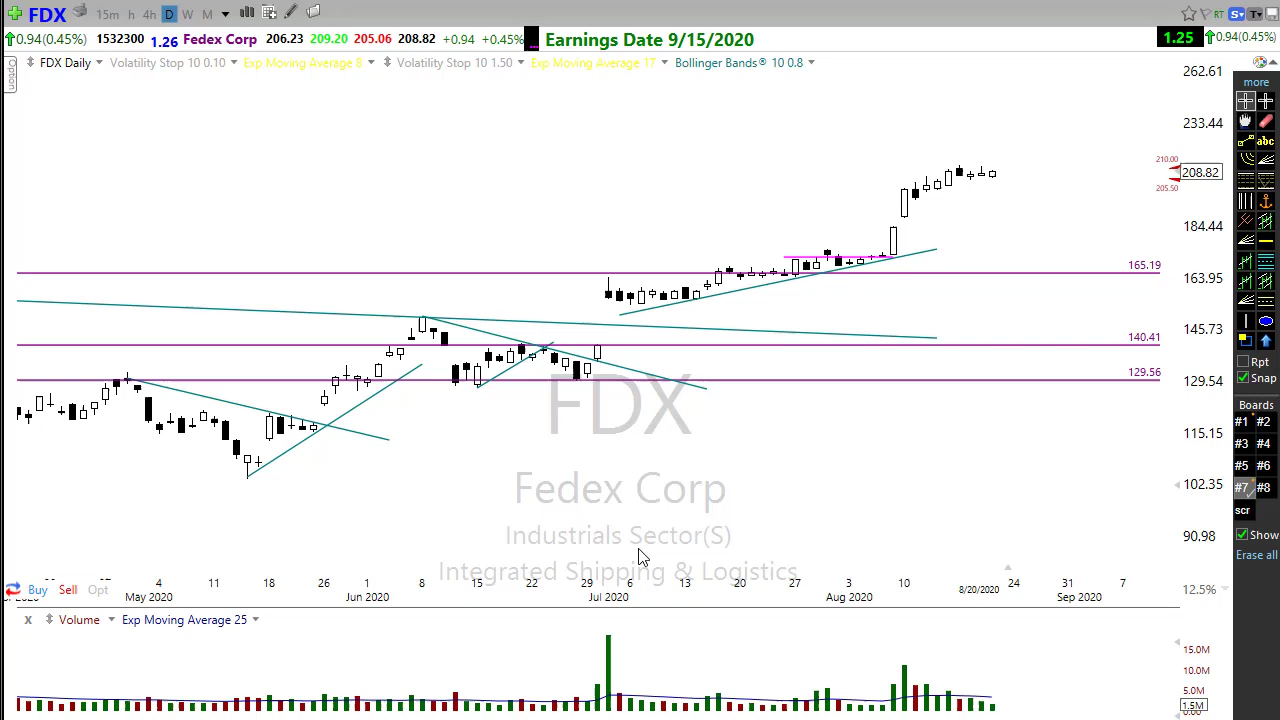 FDX 15m h 4h D W M RT S T
0.94(0.45%) 1532300 1.26 Fedex Corp 206.23 209.20 205.06 208.82 +0.94 +0.45% Earnings Date 9/15/2020 1.25 0.94(0.45%)
Option
FDX Daily Volatility Stop 10 0.10 Exp Moving Average 8 Volatility Stop 10 1.50 Exp Moving Average 17 Bollinger Bands® 10 0.8
262.61
more
233.44
abc
210.00
208.82
205.50
184.44
165.19
163.95
145.73
140.41
129.56
129.54
115.15
102.35
90.98
FDX
Fedex Corp
Industrials Sector(S)
Integrated Shipping & Logistics
Rpt
Span
Boards
#1 #2
#3 #4
#5 #6
#7 #8
scr
Show
Erase all
4 11 18 26 1 8 15 22 29 6 13 20 27 3 10 24 31 7
Buy Sell Opt
May 2020 Jun 2020 Jul 2020 Aug 2020 8/20/2020 Sep 2020
12.5%
x Volume Exp Moving Average 25
15.0M
10.0M
5.0M
1.5M